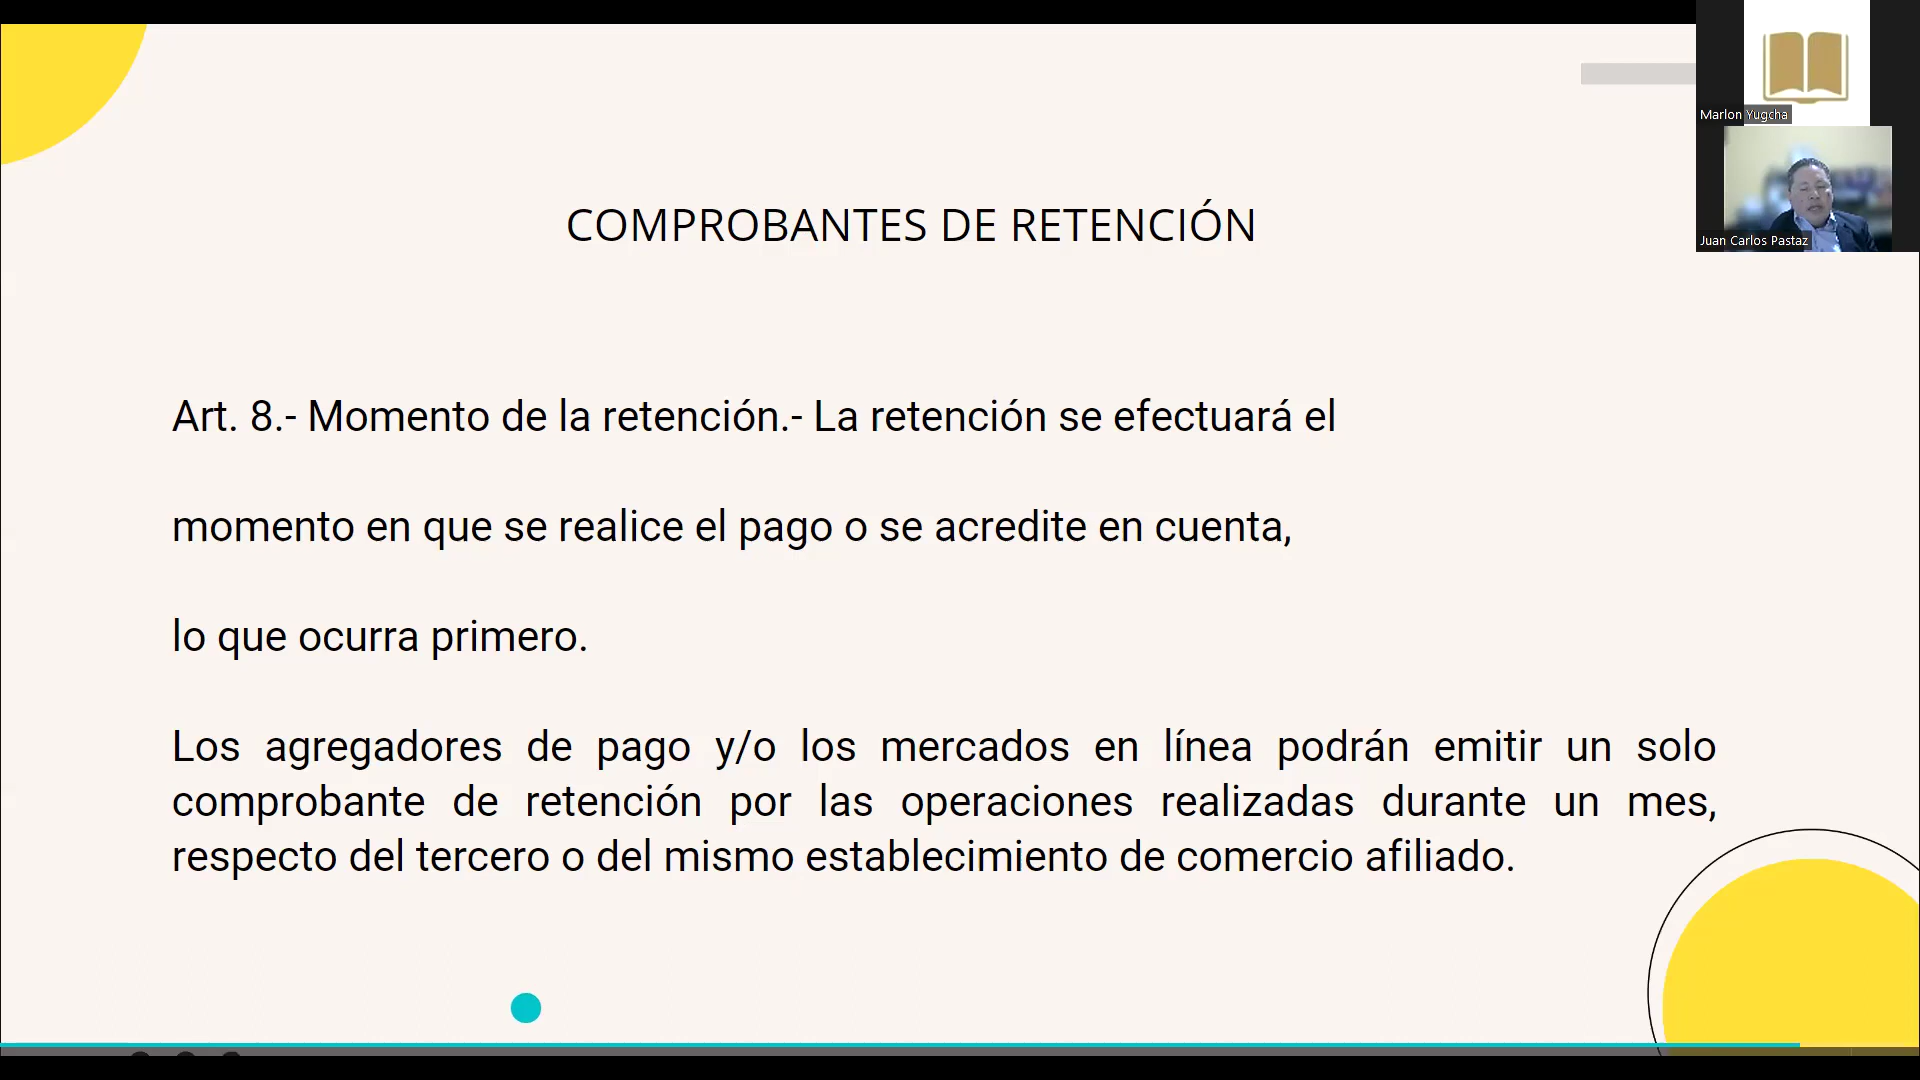 COMPROBANTES DE RETENCIÓN
Art. 8.- Momento de la retención.- La retención se efectuará el
momento en que se realice el pago o se acredite en cuenta,
lo que ocurra primero.
Los agregadores de pago y/o los mercados en línea podrán emitir un solo
comprobante de retención por las operaciones realizadas durante un mes,
respecto del tercero o del mismo establecimiento de comercio afiliado.
Marlon Yugcha
Juan Carlos Pastaz